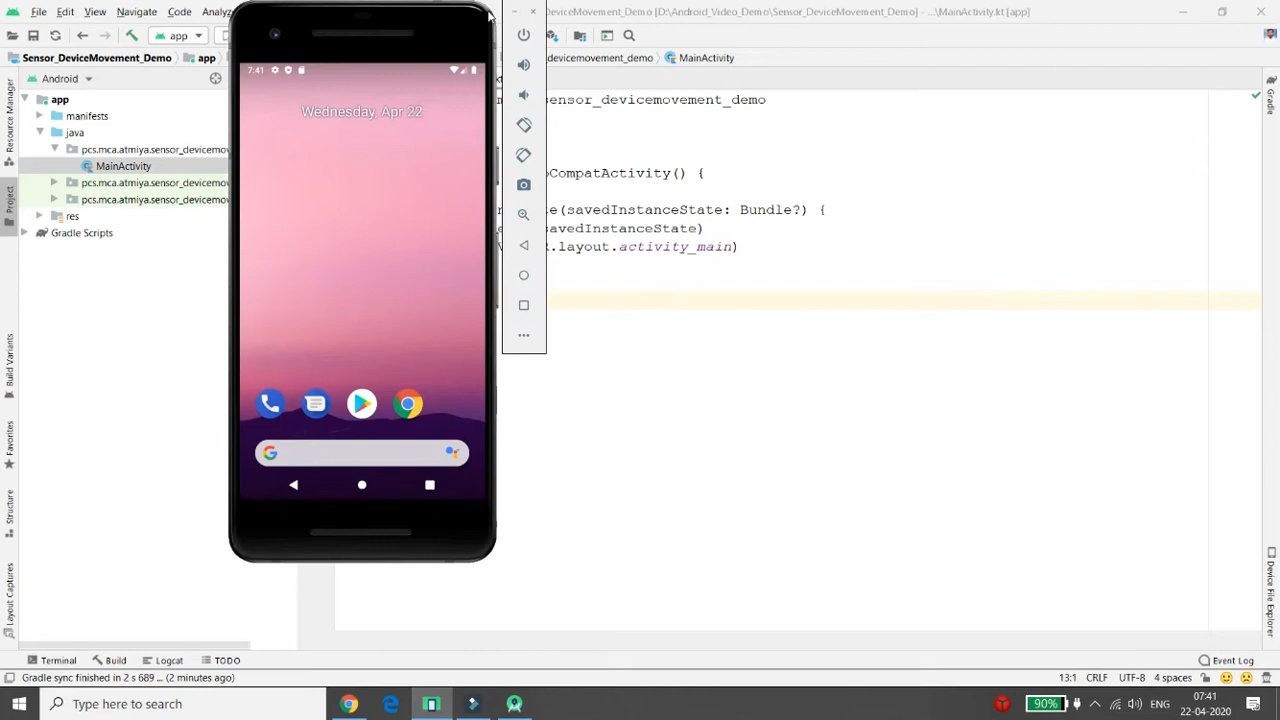 File Edit View Navigate Code Analyz
DeviceMovement_Demo [D:\Android_Video_Demo\Sensor_DeviceMovement_Demo] - ...\MainActivity.kt [app]
app
Sensor_DeviceMovement_Demo app
devicemovement_demo MainActivity
Android
app
manifests
java
pcs.mca.atmiya.sensor_devicemov
MainActivity
pcs.mca.atmiya.sensor_devicemov
pcs.mca.atmiya.sensor_devicemov
res
Gradle Scripts
Resource Manager
Project
Build Variants
Favorites
Structure
Layout Captures
7:41
Wednesday, Apr 22
sensor_devicemovement_demo
CompatActivity() {
(savedInstanceState: Bundle?) {
savedInstanceState)
.layout.activity_main)
Gradle
Device File Explorer
Terminal Build Logcat TODO
Event Log
Gradle sync finished in 2 s 689 ... (2 minutes ago)
13:1 CRLF UTF-8 4 spaces
Type here to search
90%
ENG
07:41
22-04-2020